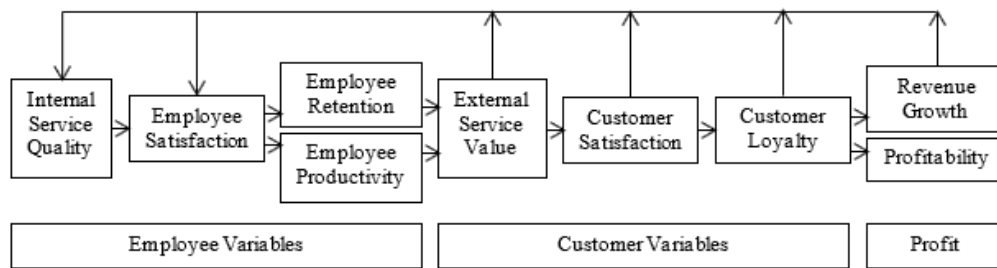 Internal
Service
Quality
Employee
Satisfaction
Employee
Retention
Employee
Productivity
External
Service
Value
Customer
Satisfaction
Customer
Loyalty
Revenue
Growth
Profitability
Employee Variables
Customer Variables
Profit